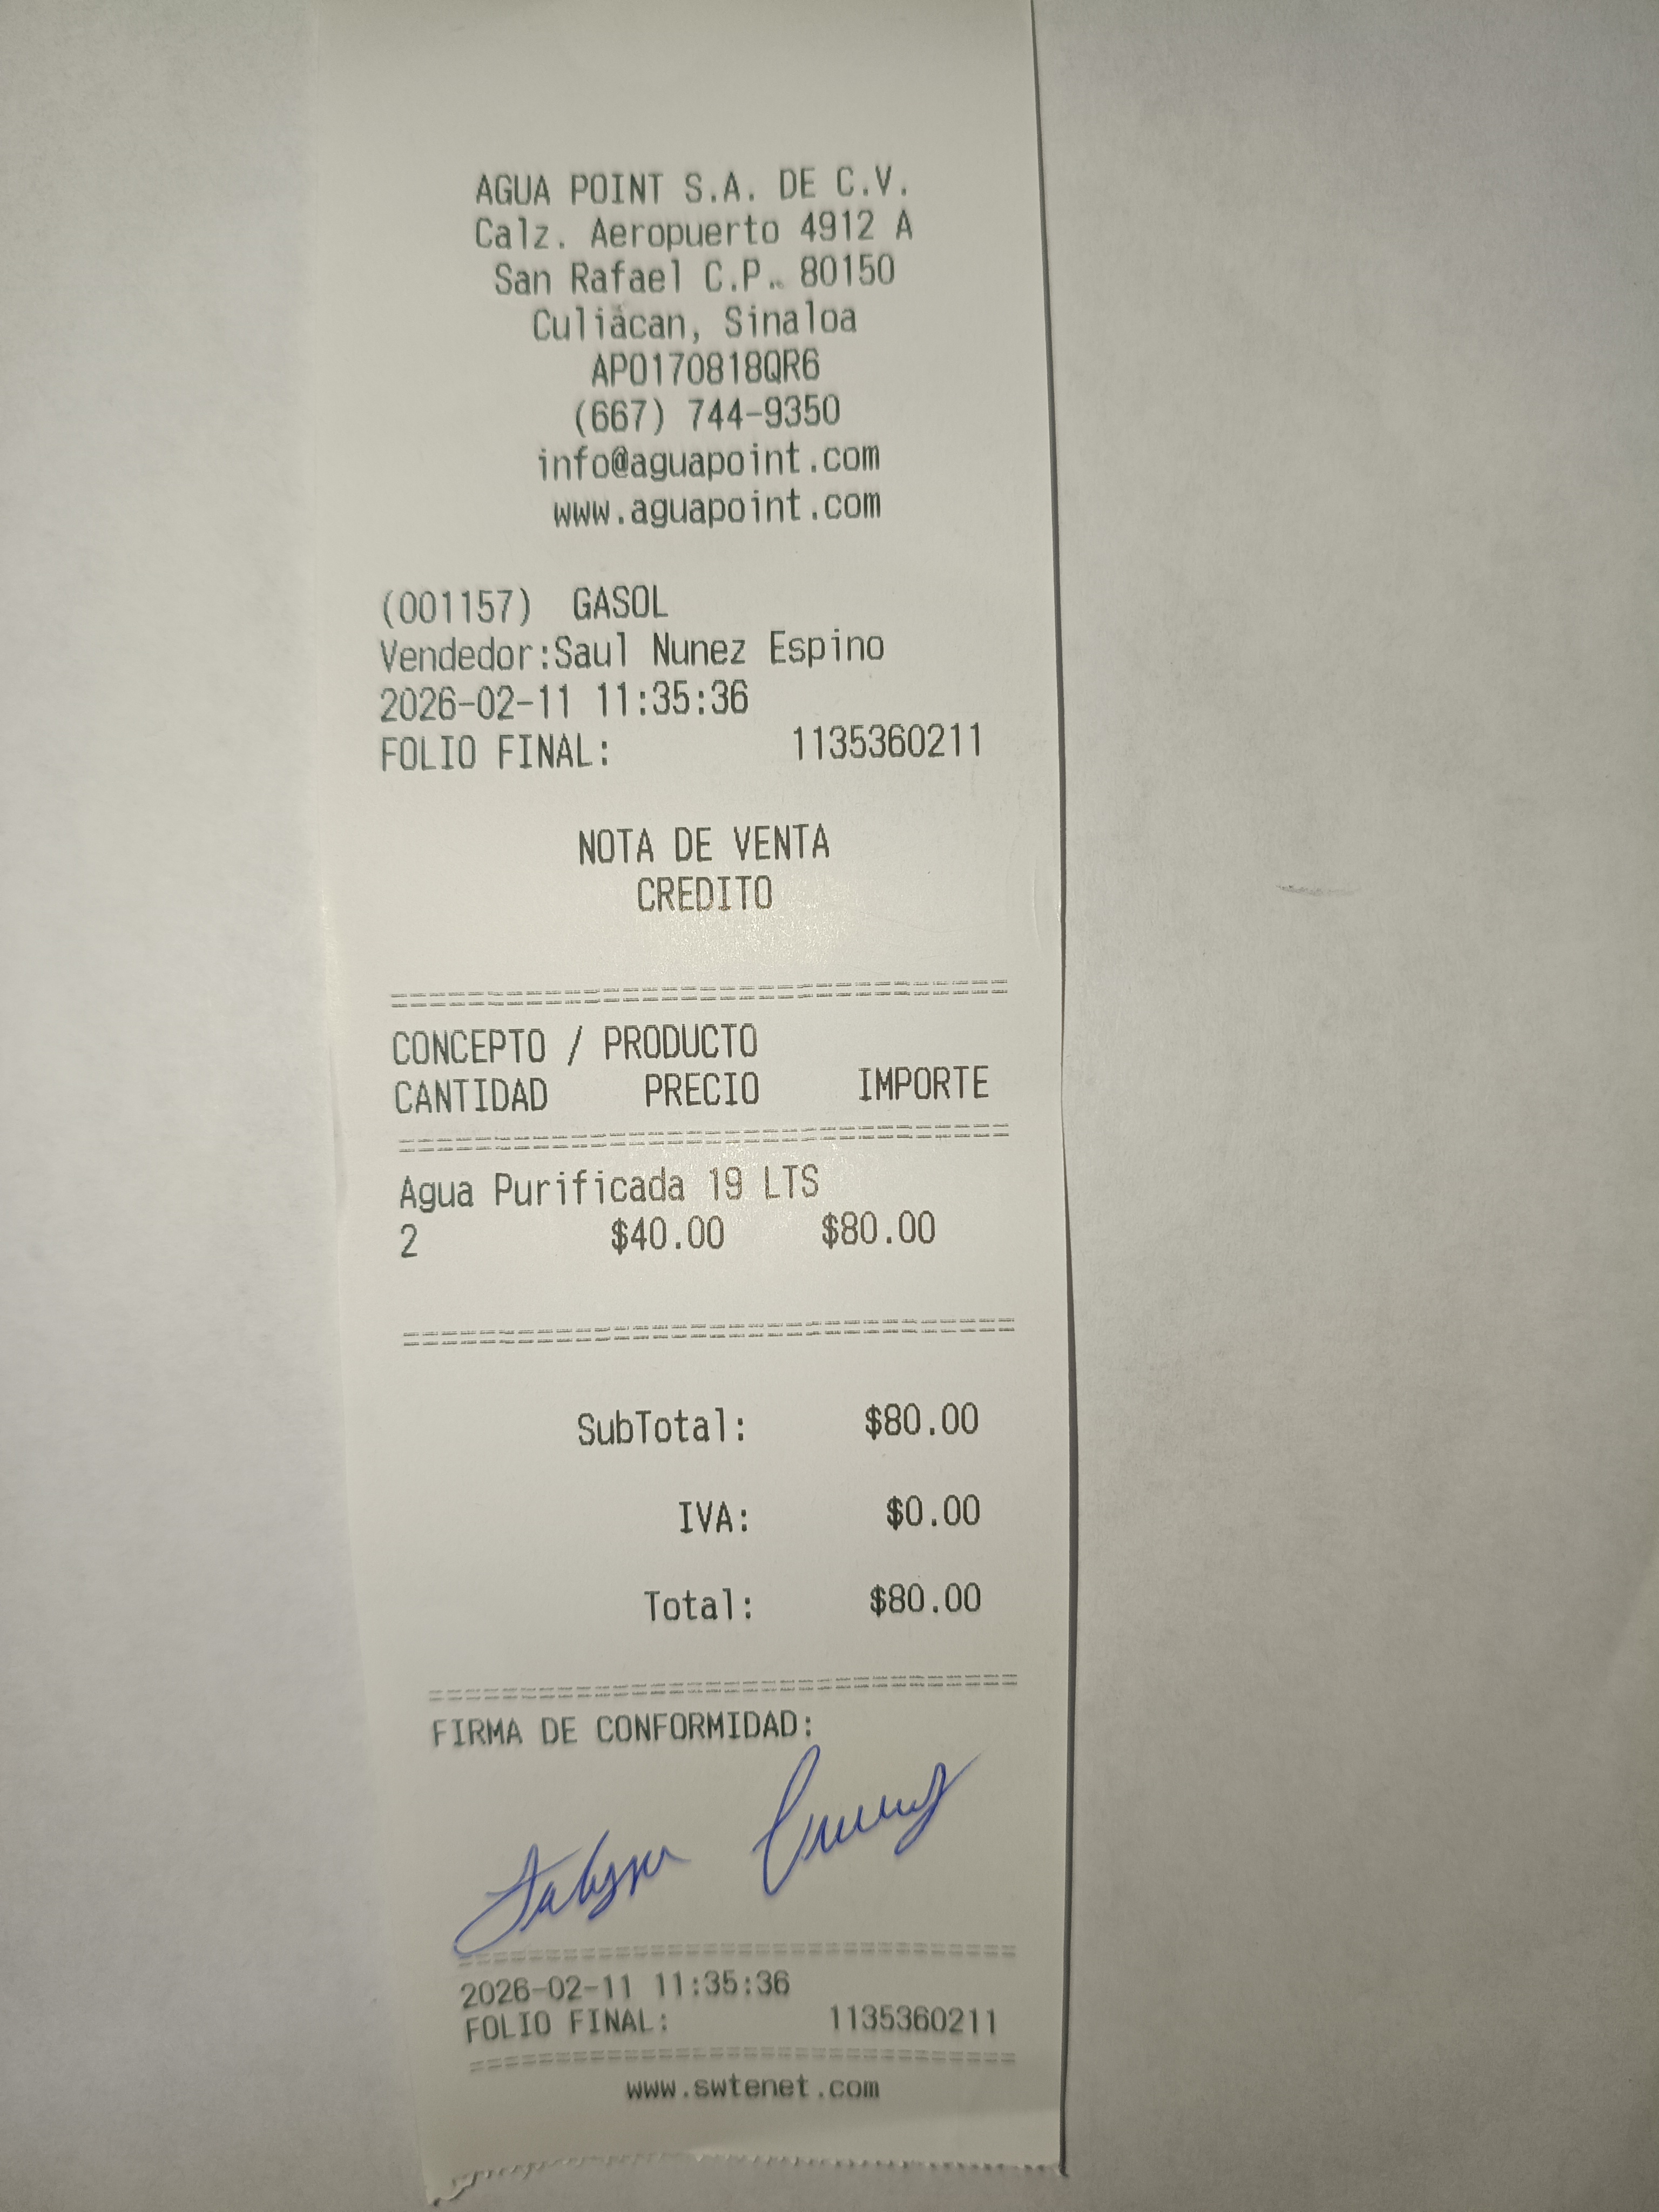 AGUA POINT S.A. DE C.V.
Calz. Aeropuerto 4912 A
San Rafael C.P. 80150
Culiácan, Sinaloa
APO170818QR6
(667) 744-9350
info@aguapoint.com
www.aguapoint.com
(001157) GASOL
Vendedor:Saul Nunez Espino
2026-02-11 11:35:36
FOLIO FINAL: 1135360211
NOTA DE VENTA
CREDITO
CONCEPTO / PRODUCTO
CANTIDAD PRECIO IMPORTE
Agua Purificada 19 LTS
2 $40.00 $80.00
SubTotal: $80.00
IVA: $0.00
Total: $80.00
FIRMA DE CONFORMIDAD:
2026-02-11 11:35:36
FOLIO FINAL: 1135360211
www.swtenet.com